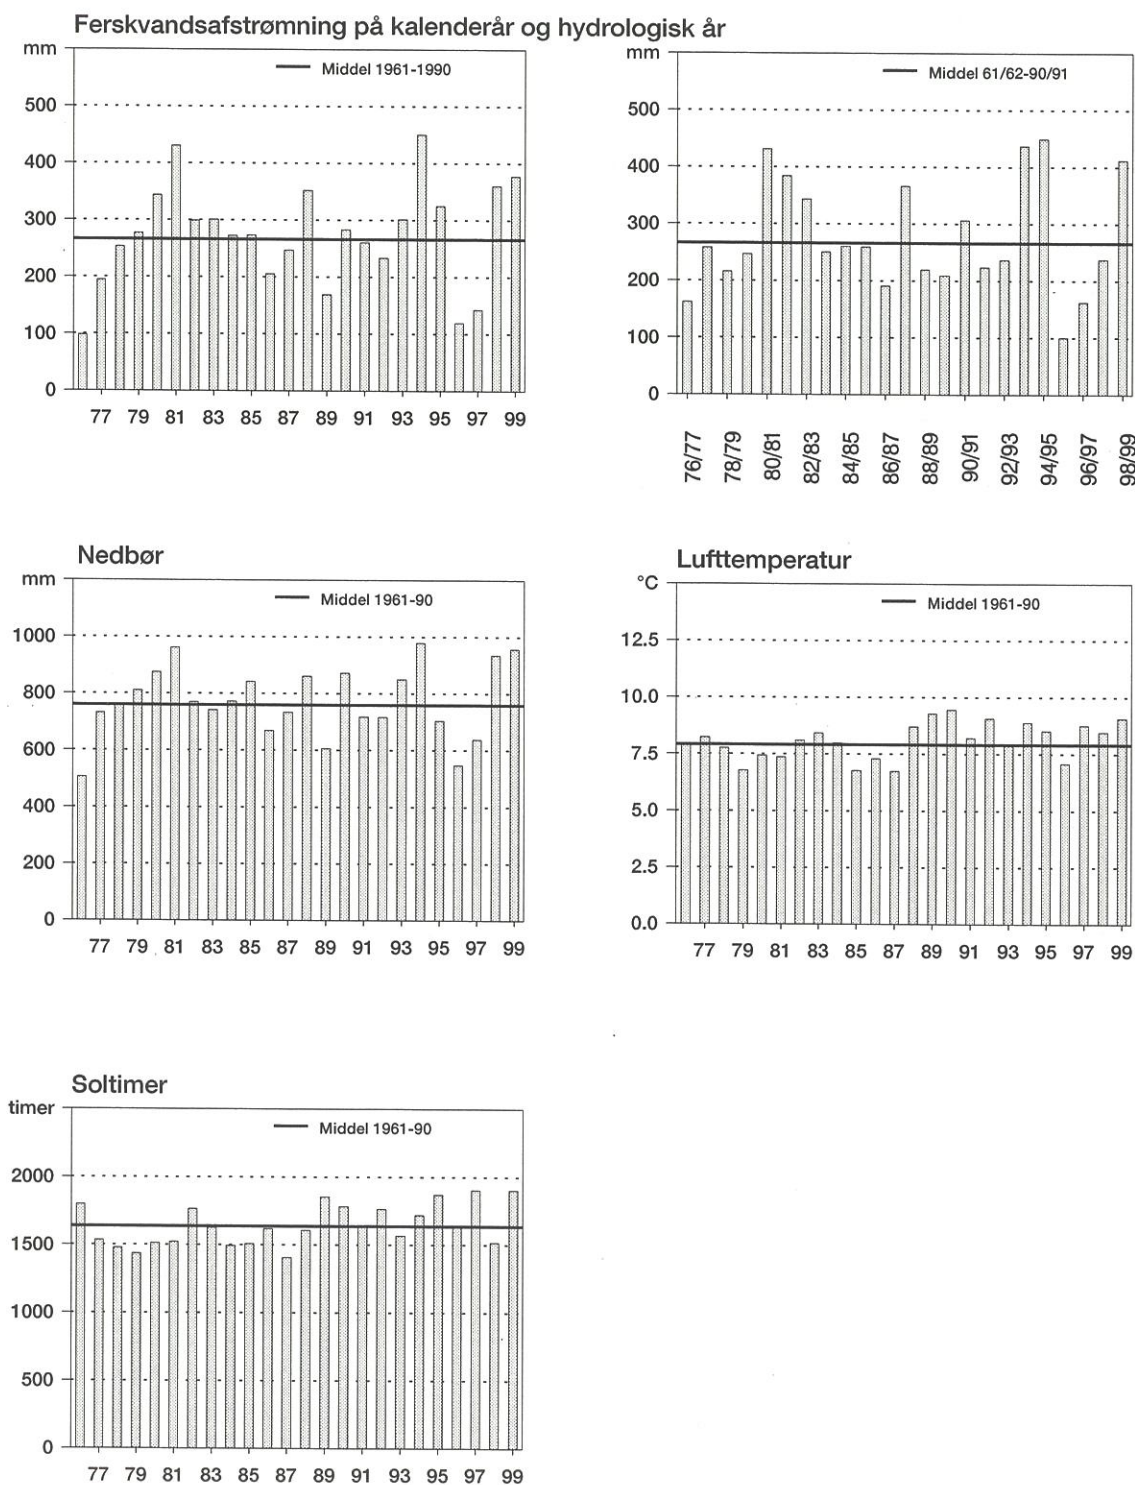 Ferskvandsafstrømning på kalenderår og hydrologisk år
mm
Middel 1961-1990
500
400
300
200
100
0
77 79 81 83 85 87 89 91 93 95 97 99
mm
Middel 61/62-90/91
500
400
300
200
100
0
76/77 78/79 80/81 82/83 84/85 86/87 88/89 90/91 92/93 94/95 96/97 98/99
Nedbør
mm
Middel 1961-90
1000
800
600
400
200
0
77 79 81 83 85 87 89 91 93 95 97 99
Lufttemperatur
°C
Middel 1961-90
12.5
10.0
7.5
5.0
2.5
0.0
77 79 81 83 85 87 89 91 93 95 97 99
Soltimer
timer
Middel 1961-90
2000
1500
1000
500
0
77 79 81 83 85 87 89 91 93 95 97 99